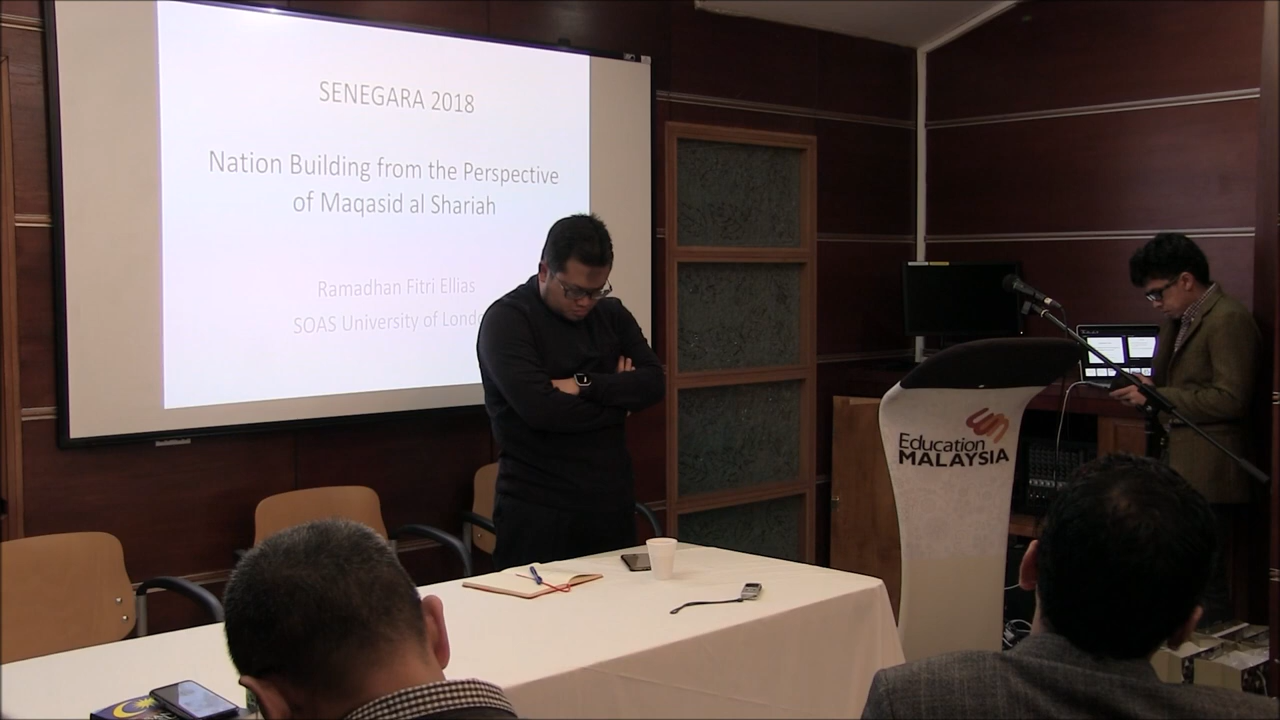 SENEGARA 2018
Nation Building from the Perspective
of Maqasid al Shariah
Ramadhan Fitri Ellias
SOAS University of Lond
Education
MALAYSIA